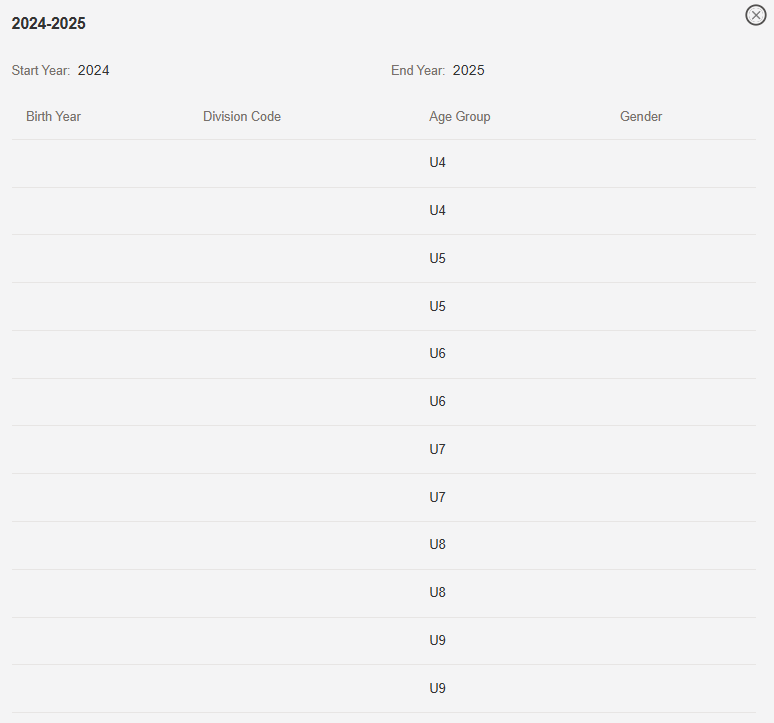 2024-2025
Start Year: 2024 End Year: 2025
Birth Year Division Code Age Group Gender
U4
U4
U5
U5
U6
U6
U7
U7
U8
U8
U9
U9